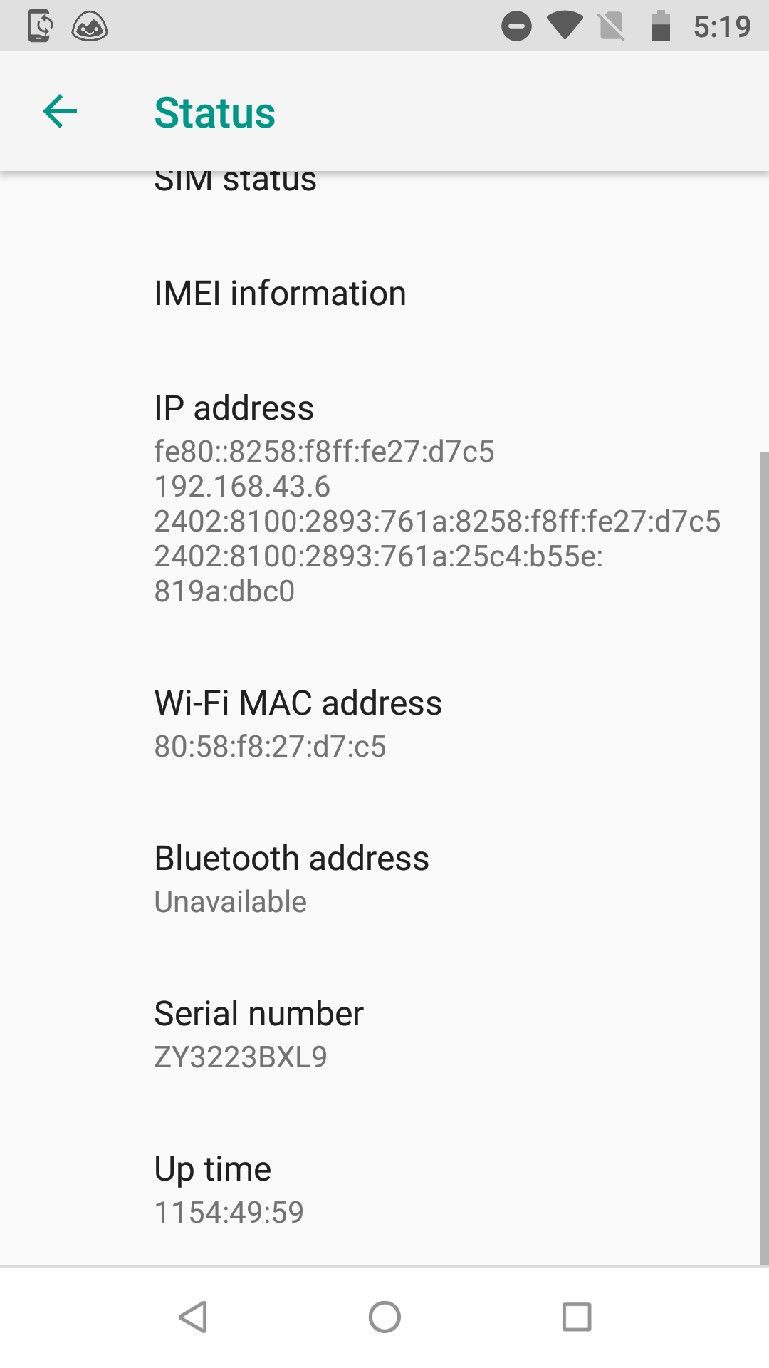 5:19
Status
SIM status
IMEI information
IP address
fe80::8258:f8ff:fe27:d7c5
192.168.43.6
2402:8100:2893:761a:8258:f8ff:fe27:d7c5
2402:8100:2893:761a:25c4:b55e:
819a:dbc0
Wi-Fi MAC address
80:58:f8:27:d7:c5
Bluetooth address
Unavailable
Serial number
ZY3223BXL9
Up time
1154:49:59